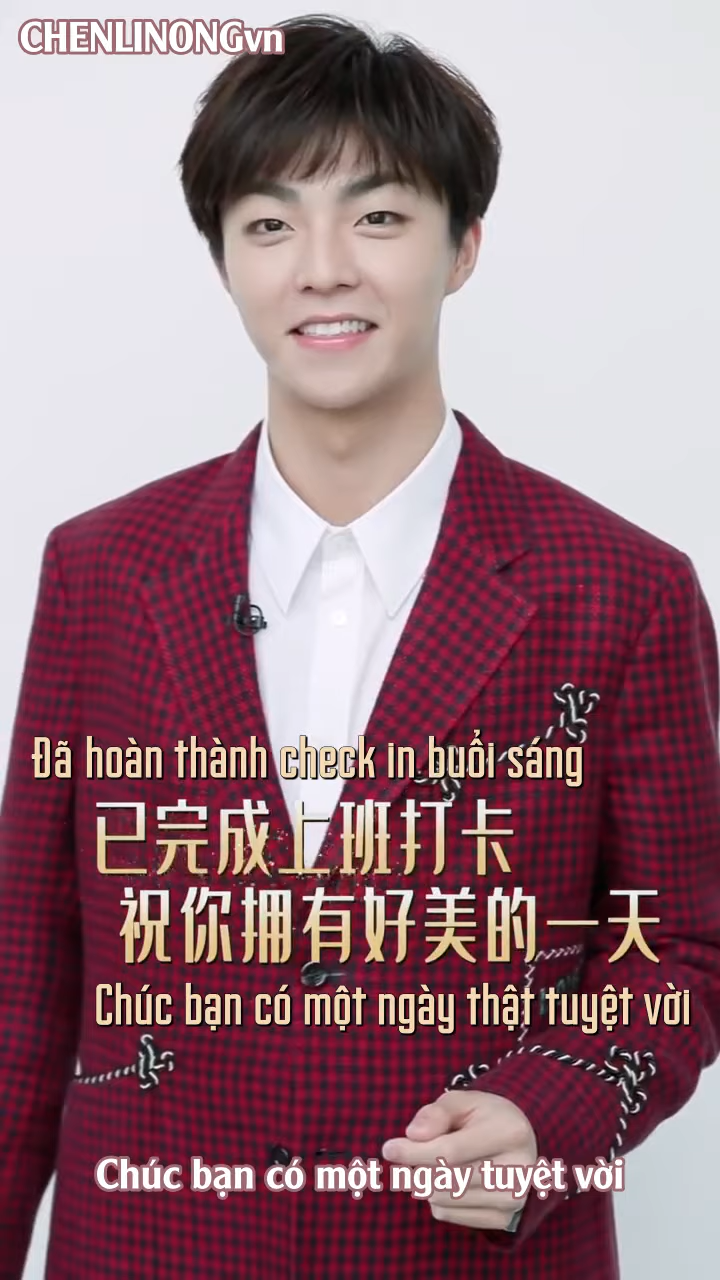 CHENLINONGvn
Đã hoàn thành check in buổi sáng
已完成上班打卡
祝你拥有好美的一天
Chúc bạn có một ngày thật tuyệt vời
Chúc bạn có một ngày tuyệt vời